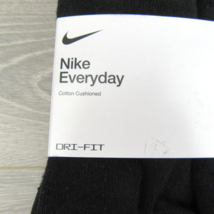 Nike
Everyday
Cotton Cushioned
DRI-FIT